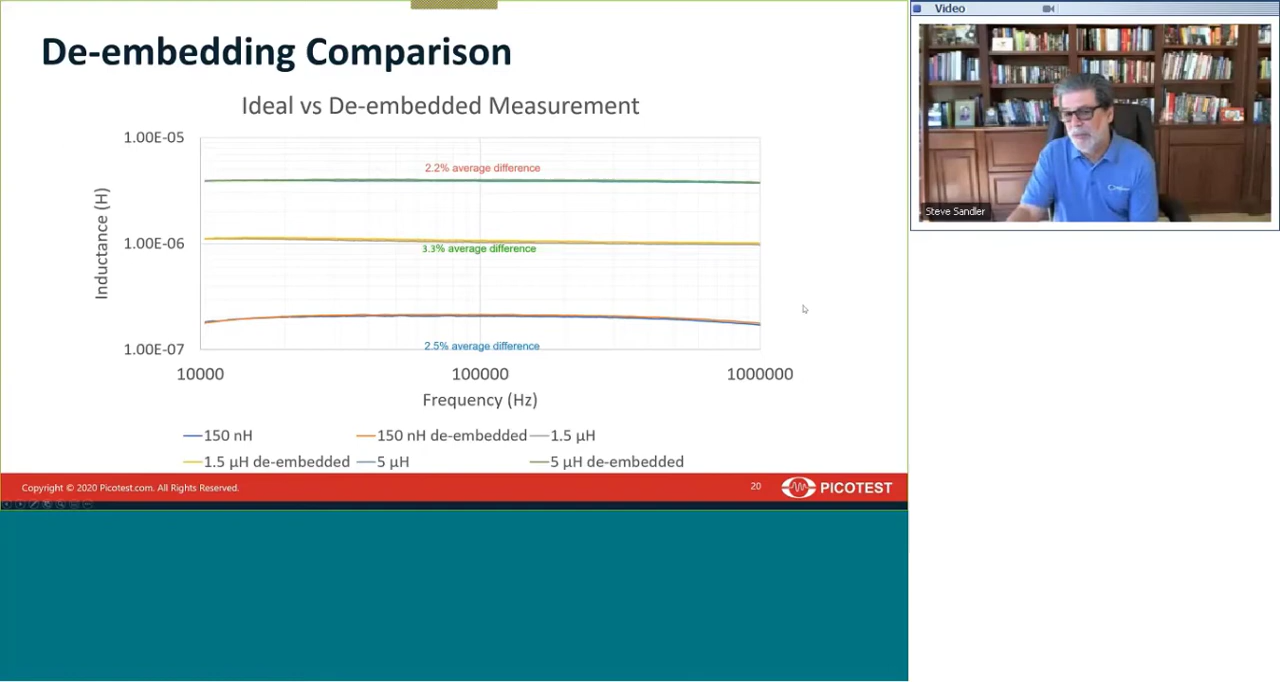 De-embedding Comparison
Ideal vs De-embedded Measurement
1.00E-05
2.2% average difference
1.00E-06
3.3% average difference
1.00E-07
2.5% average difference
Inductance (H)
10000
100000
1000000
Frequency (Hz)
150 nH
150 nH de-embedded
1.5 µH
1.5 µH de-embedded
5 µH
5 µH de-embedded
Copyright © 2020 Picotest.com. All Rights Reserved.
20
PICOTEST
Video
Steve Sandler